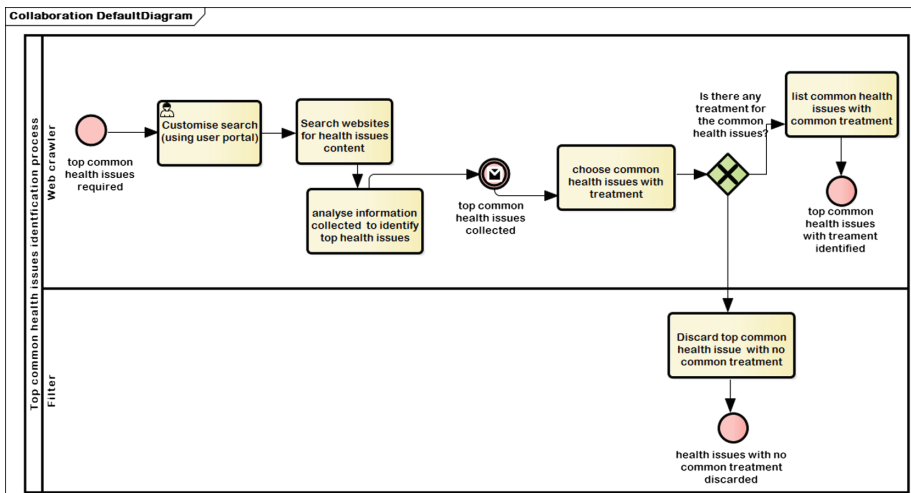 Collaboration DefaultDiagram
Top common health issues identfication process
Web crawler
top common
health issues
required
Customise search
(using user portal)
Search websites
for health issues
content
analyse information
collected to identify
top health issues
top common
health issues
collected
choose common
health issues with
treatment
Is there any
treatment for
the common
health issues?
list common health
issues with
common treatment
top common
health issues
with treament
identified
Filter
Discard top common
health issue with no
common treatment
health issues with no
common treatment
discarded